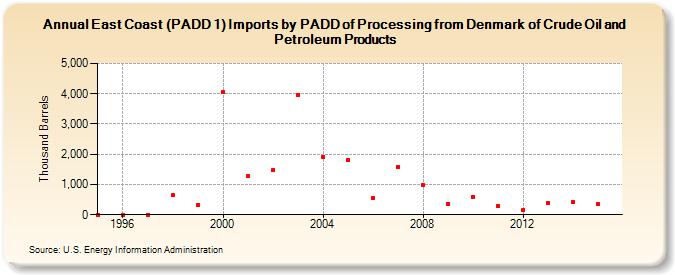 Annual East Coast (PADD 1) Imports by PADD of Processing from Denmark of Crude Oil and
Petroleum Products
Thousand Barrels
5,000
4,000
3,000
2,000
1,000
0
1996 2000 2004 2008 2012
Source: U.S. Energy Information Administration